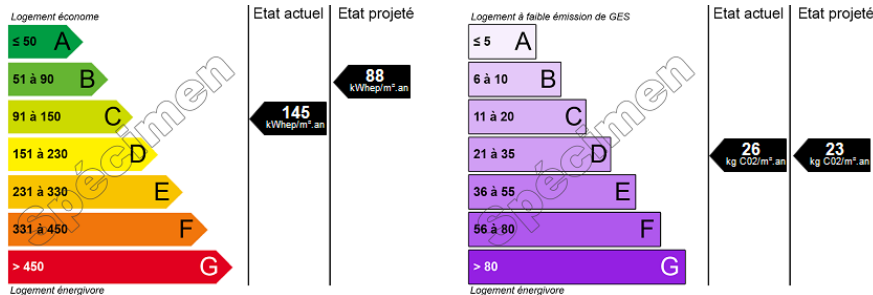 Logement économe
Etat actuel
Etat projeté
≤ 50 A
51 à 90 B
91 à 150 C
151 à 230 D
231 à 330 E
331 à 450 F
> 450 G
Logement énergivore
145
kWhep/m².an
88
kWhep/m².an
Spécimen
Logement à faible émission de GES
Etat actuel
Etat projeté
≤ 5 A
6 à 10 B
11 à 20 C
21 à 35 D
36 à 55 E
56 à 80 F
> 80 G
Logement énergivore
26
kg C02/m².an
23
kg C02/m².an
Spécimen